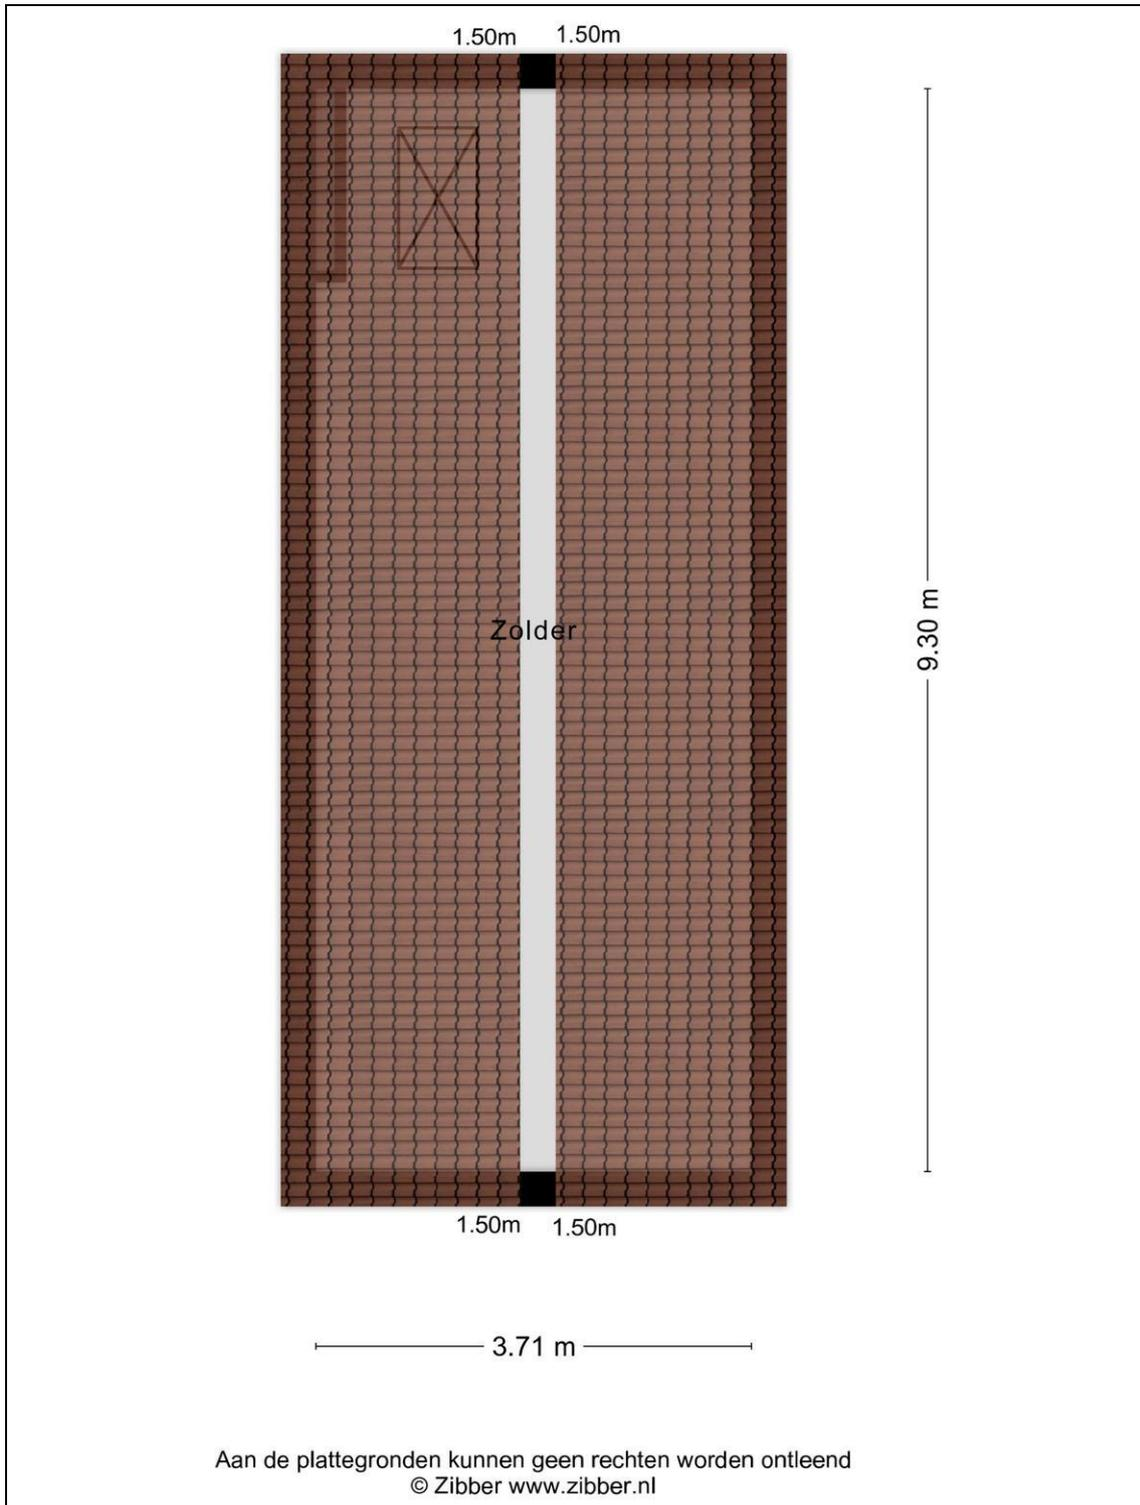 1.50m 1.50m
9.30 m
Zolder
1.50m 1.50m
3.71 m
Aan de plattegronden kunnen geen rechten worden ontleend
© Zibber www.zibber.nl